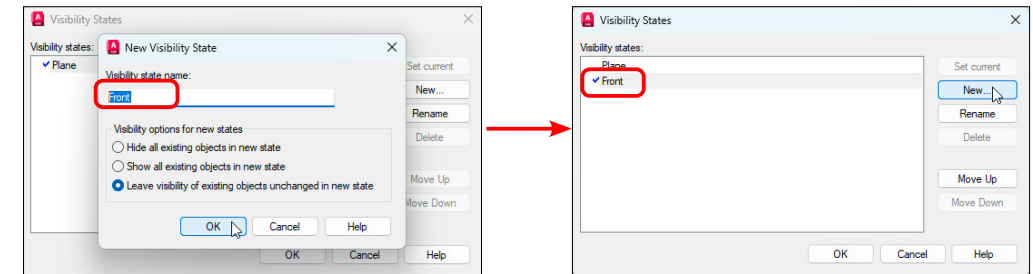 Visibility States
Visibility states:
Plane
Set current
New...
Rename
Delete
Move Up
Move Down
OK
Cancel
Help
New Visibility State
Visibility state name:
Front
Visibility options for new states
Hide all existing objects in new state
Show all existing objects in new state
Leave visibility of existing objects unchanged in new state
OK
Cancel
Help
Visibility States
Visibility states:
Plane
Front
Set current
New...
Rename
Delete
Move Up
Move Down
OK
Cancel
Help